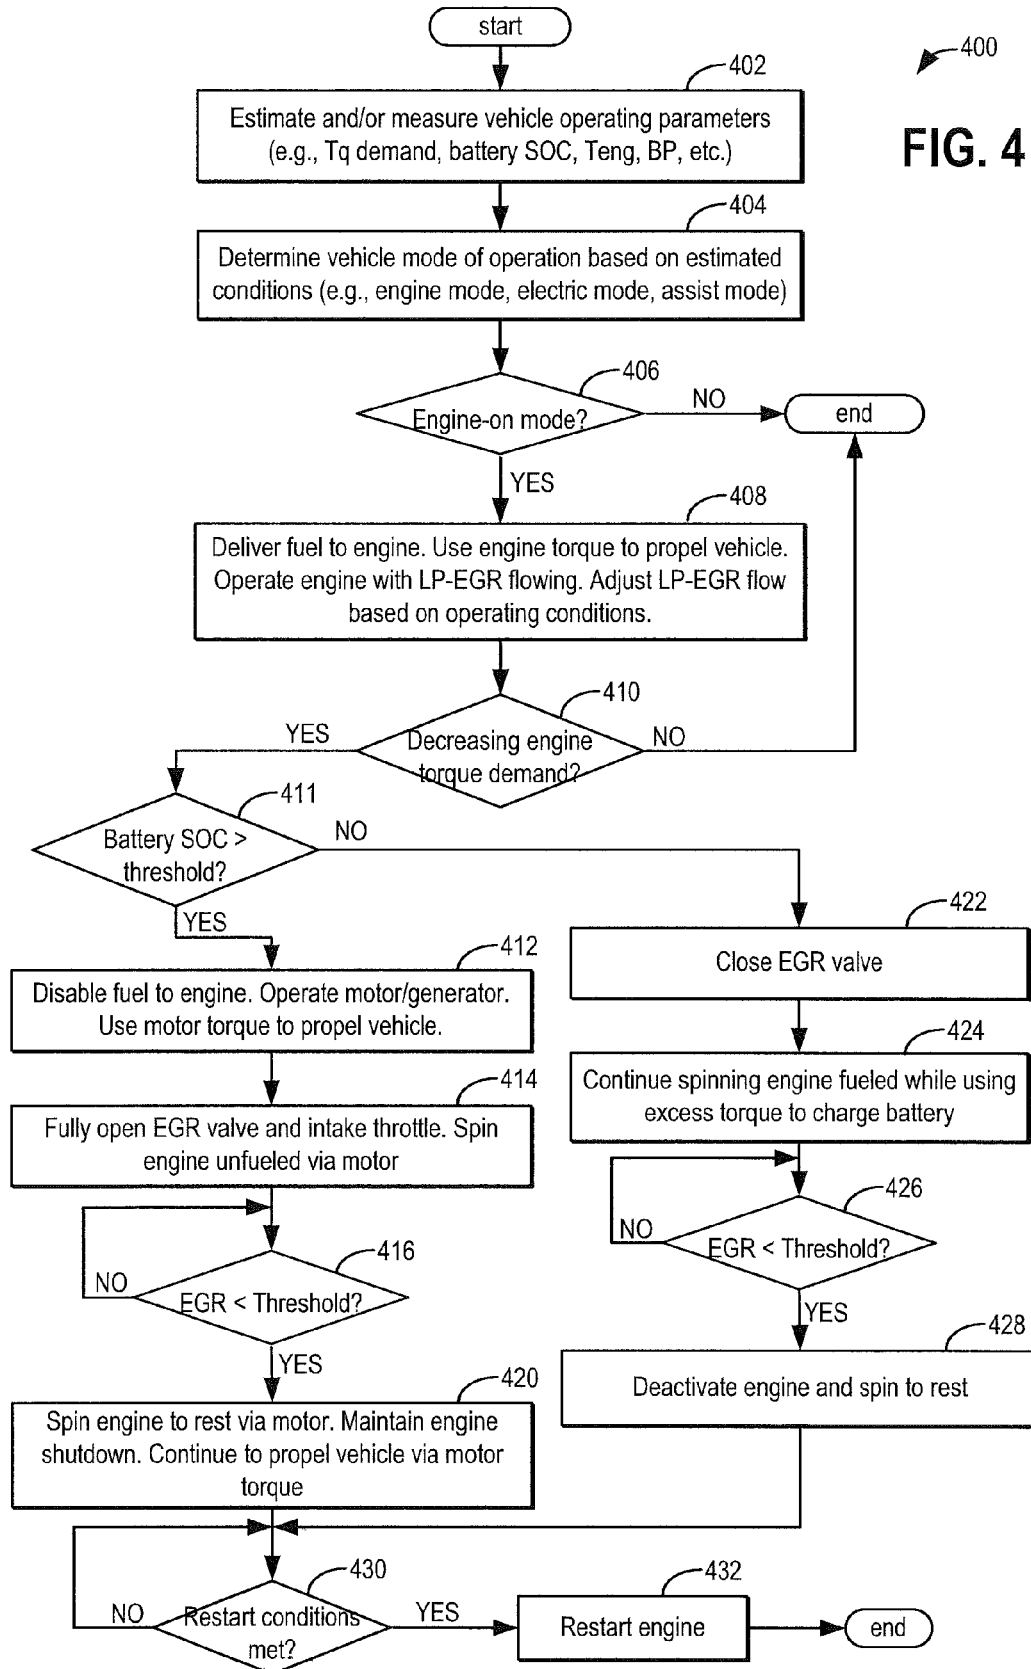 start
400
402
FIG. 4
Estimate and/or measure vehicle operating parameters
(e.g., Tq demand, battery SOC, Teng, BP, etc.)
404
Determine vehicle mode of operation based on estimated
conditions (e.g., engine mode, electric mode, assist mode)
406
Engine-on mode?
NO
end
YES
408
Deliver fuel to engine. Use engine torque to propel vehicle.
Operate engine with LP-EGR flowing. Adjust LP-EGR flow
based on operating conditions.
410
YES
Decreasing engine
torque demand?
NO
411
Battery SOC >
threshold?
NO
YES
422
Close EGR valve
412
Disable fuel to engine. Operate motor/generator.
Use motor torque to propel vehicle.
424
Continue spinning engine fueled while using
excess torque to charge battery
414
Fully open EGR valve and intake throttle. Spin
engine unfueled via motor
426
EGR < Threshold?
NO
YES
416
EGR < Threshold?
NO
YES
428
Deactivate engine and spin to rest
420
Spin engine to rest via motor. Maintain engine
shutdown. Continue to propel vehicle via motor
torque
430
NO
Restart conditions
met?
YES
432
Restart engine
end